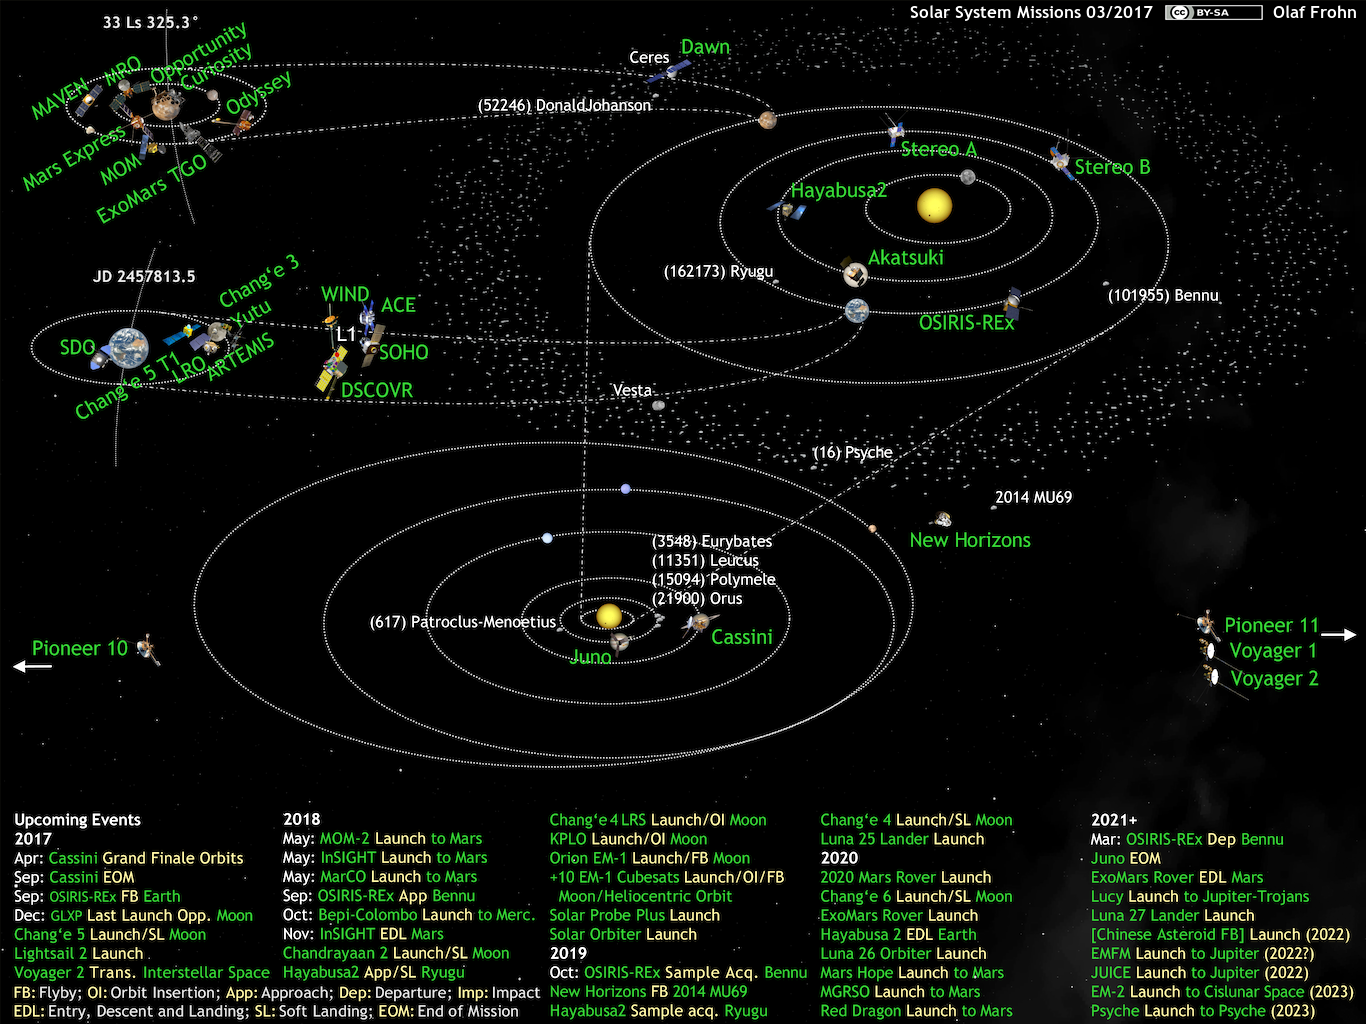 Solar System Missions 03/2017 CC BY-SA Olaf Frohn
33 Ls 325.3°
MAVEN
MRO
Opportunity
Curiosity
Odyssey
Mars Express
MOM
ExoMars TGO
Ceres
Dawn
(52246) DonaldJohanson
Stereo A
Stereo B
Hayabusa2
Akatsuki
(162173) Ryugu
(101955) Bennu
OSIRIS-REx
JD 2457813.5
SDO
Chang‘e 5 T1
LRO
ARTEMIS
Chang‘e 3
Yutu
WIND
ACE
L1
SOHO
DSCOVR
Vesta
(16) Psyche
2014 MU69
New Horizons
(3548) Eurybates
(11351) Leucus
(15094) Polymele
(21900) Orus
(617) Patroclus-Menoetius
Juno
Cassini
Pioneer 10
Pioneer 11
Voyager 1
Voyager 2
Upcoming Events
2017
Apr: Cassini Grand Finale Orbits
Sep: Cassini EOM
Sep: OSIRIS-REx FB Earth
Dec: GLXP Last Launch Opp. Moon
Chang‘e 5 Launch/SL Moon
Lightsail 2 Launch
Voyager 2 Trans. Interstellar Space
2018
May: MOM-2 Launch to Mars
May: InSIGHT Launch to Mars
May: MarCO Launch to Mars
Sep: OSIRIS-REx App Bennu
Oct: Bepi-Colombo Launch to Merc.
Nov: InSIGHT EDL Mars
Chandrayaan 2 Launch/SL Moon
Hayabusa2 App/SL Ryugu
FB: Flyby; OI: Orbit Insertion; App: Approach; Dep: Departure; Imp: Impact
EDL: Entry, Descent and Landing; SL: Soft Landing; EOM: End of Mission
Chang‘e 4 LRS Launch/OI Moon
KPLO Launch/OI Moon
Orion EM-1 Launch/FB Moon
+10 EM-1 Cubesats Launch/OI/FB
Moon/Heliocentric Orbit
Solar Probe Plus Launch
Solar Orbiter Launch
2019
Oct: OSIRIS-REx Sample Acq. Bennu
New Horizons FB 2014 MU69
Hayabusa2 Sample acq. Ryugu
Chang‘e 4 Launch/SL Moon
Luna 25 Lander Launch
2020
2020 Mars Rover Launch
Chang‘e 6 Launch/SL Moon
ExoMars Rover Launch
Hayabusa 2 EDL Earth
Luna 26 Orbiter Launch
Mars Hope Launch to Mars
MGRSO Launch to Mars
Red Dragon Launch to Mars
2021+
Mar: OSIRIS-REx Dep Bennu
Juno EOM
ExoMars Rover EDL Mars
Lucy Launch to Jupiter-Trojans
Luna 27 Lander Launch
[Chinese Asteroid FB] Launch (2022)
EMFM Launch to Jupiter (2022?)
JUICE Launch to Jupiter (2022)
EM-2 Launch to Cislunar Space (2023)
Psyche Launch to Psyche (2023)